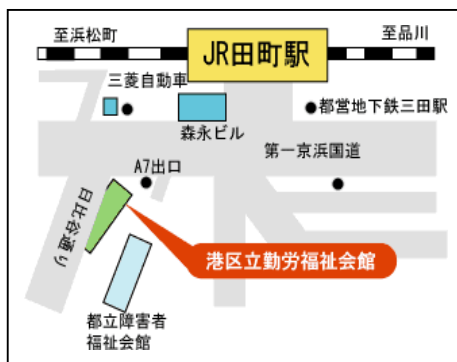 至浜松町
至品川
JR田町駅
三菱自動車
森永ビル
都営地下鉄三田駅
第一京浜国道
A7出口
日比谷通り
港区立勤労福祉会館
都立障害者
福祉会館